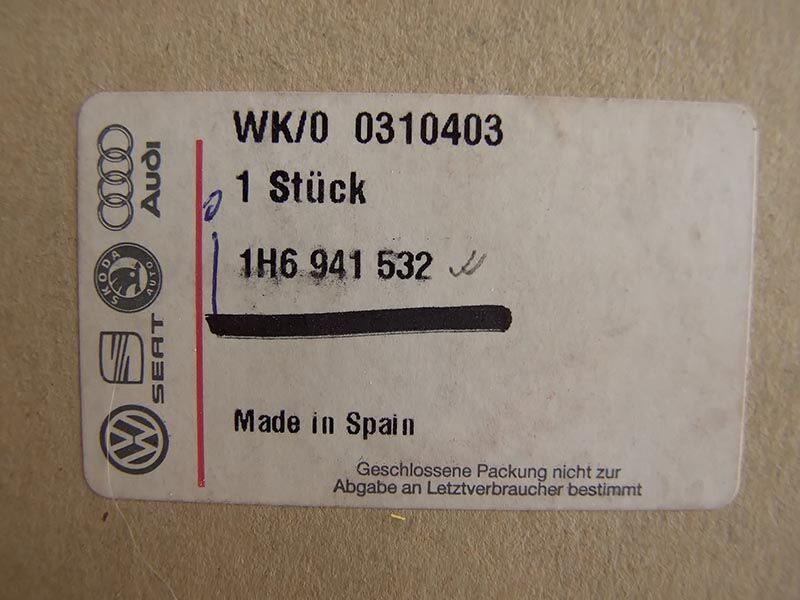 WK/0 0310403
1 Stück
1H6 941 532
Made in Spain
Geschlossene Packung nicht zur
Abgabe an Letztverbraucher bestimmt
Audi
SKODA AUTO
SEAT
VW